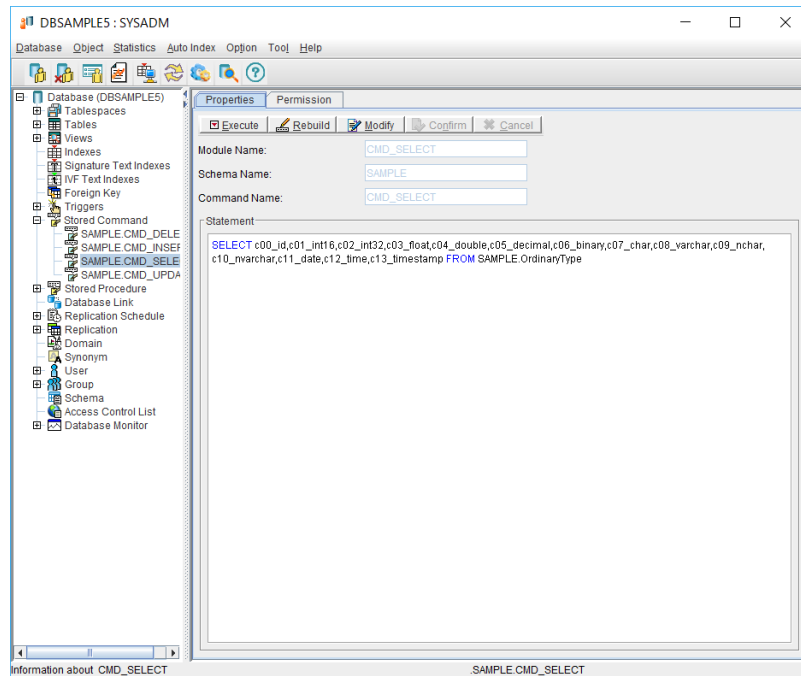 DBSAMPLE5 : SYSADM
Database Object Statistics Auto Index Option Tool Help
Database (DBSAMPLE5)
Tablespaces
Tables
Views
Indexes
Signature Text Indexes
IVF Text Indexes
Foreign Key
Triggers
Stored Command
SAMPLE.CMD_DELE
SAMPLE.CMD_INSER
SAMPLE.CMD_SELE
SAMPLE.CMD_UPDA
Stored Procedure
Database Link
Replication Schedule
Replication
Domain
Synonym
User
Group
Schema
Access Control List
Database Monitor
Properties Permission
Execute Rebuild Modify Confirm Cancel
Module Name: CMD_SELECT
Schema Name: SAMPLE
Command Name: CMD_SELECT
Statement
SELECT c00_id,c01_int16,c02_int32,c03_float,c04_double,c05_decimal,c06_binary,c07_char,c08_varchar,c09_nchar,
c10_nvarchar,c11_date,c12_time,c13_timestamp FROM SAMPLE.OrdinaryType
Information about CMD_SELECT .SAMPLE.CMD_SELECT